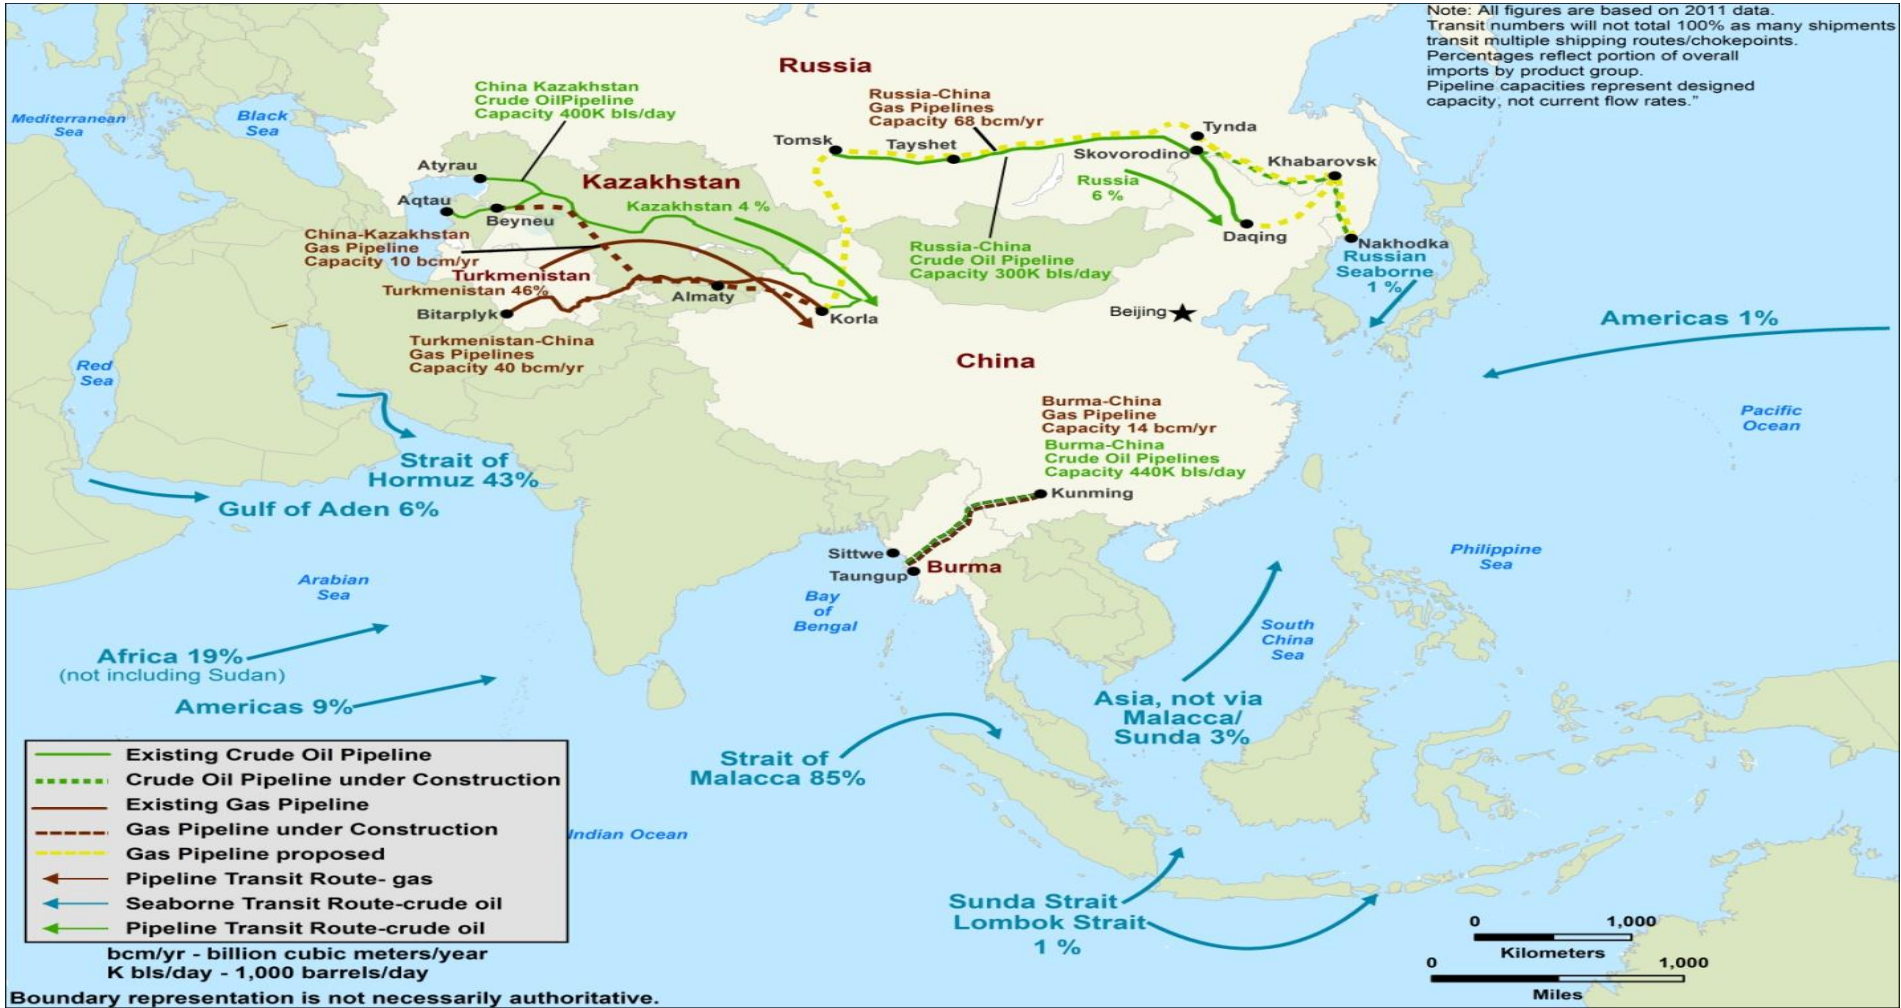 Note: All figures are based on 2011 data.
Transit numbers will not total 100% as many shipments
transit multiple shipping routes/chokepoints.
Percentages reflect portion of overall
imports by product group.
Pipeline capacities represent designed
capacity, not current flow rates.”
Russia
China Kazakhstan
Crude OilPipeline
Capacity 400K bls/day
Russia-China
Gas Pipelines
Capacity 68 bcm/yr
Mediterranean
Sea
Black
Sea
Tomsk
Tayshet
Tynda
Skovorodino
Khabarovsk
Atyrau
Aqtau
Beyneu
Kazakhstan
Kazakhstan 4 %
Russia
6 %
China-Kazakhstan
Gas Pipeline
Capacity 10 bcm/yr
Russia-China
Crude Oil Pipeline
Capacity 300K bls/day
Daqing
Nakhodka
Russian
Seaborne
1 %
Turkmenistan
Turkmenistan 46%
Bitarplyk
Almaty
Korla
Beijing
Americas 1%
Turkmenistan-China
Gas Pipelines
Capacity 40 bcm/yr
China
Red
Sea
Burma-China
Gas Pipeline
Capacity 14 bcm/yr
Burma-China
Crude Oil Pipelines
Capacity 440K bls/day
Pacific
Ocean
Strait of
Hormuz 43%
Gulf of Aden 6%
Kunming
Sittwe
Taungup
Burma
Philippine
Sea
Arabian
Sea
Bay
of
Bengal
South
China
Sea
Africa 19%
(not including Sudan)
Americas 9%
Asia, not via
Malacca/
Sunda 3%
Strait of
Malacca 85%
Existing Crude Oil Pipeline
Crude Oil Pipeline under Construction
Existing Gas Pipeline
Gas Pipeline under Construction
Gas Pipeline proposed
Pipeline Transit Route- gas
Seaborne Transit Route-crude oil
Pipeline Transit Route-crude oil
Indian Ocean
Sunda Strait
Lombok Strait
1 %
bcm/yr - billion cubic meters/year
K bls/day - 1,000 barrels/day
0 1,000
Kilometers
0 1,000
Miles
Boundary representation is not necessarily authoritative.